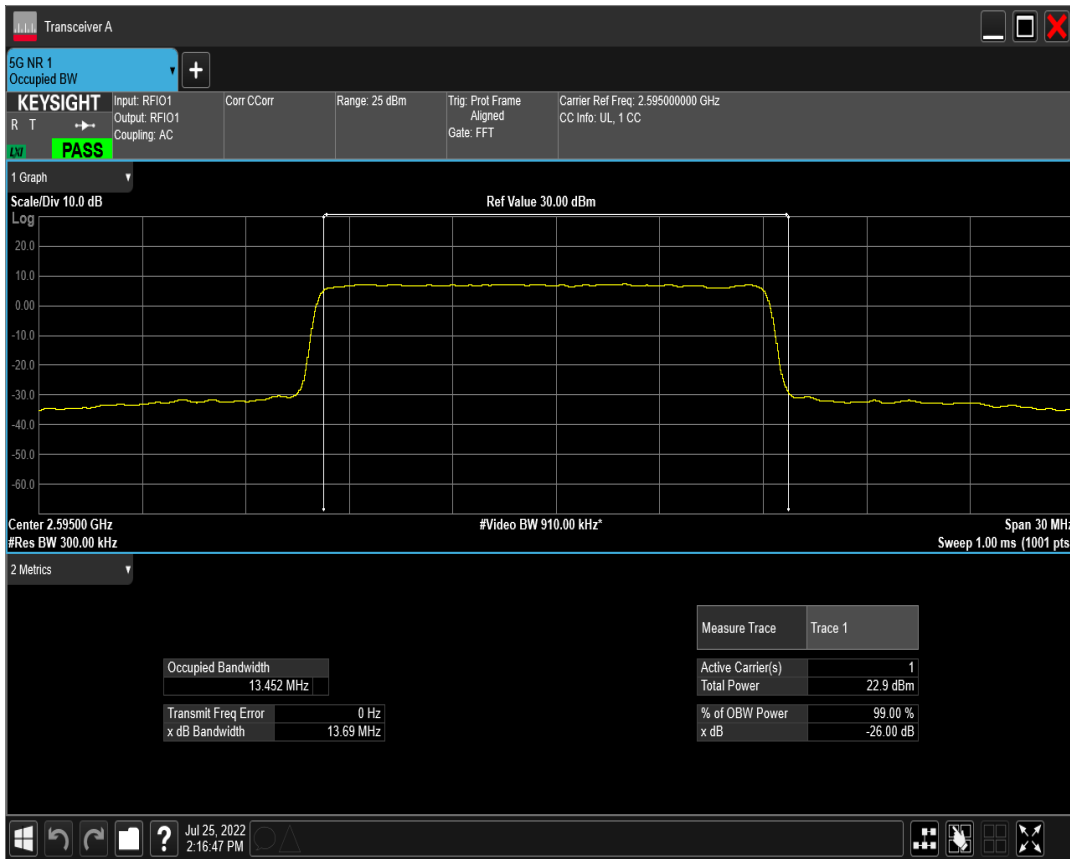 Transceiver A
5G NR 1
Occupied BW
KEYSIGHT
R T
LXI
PASS
Input: RFIO1
Output: RFIO1
Coupling: AC
Corr CCorr
Range: 25 dBm
Trig: Prot Frame
Aligned
Gate: FFT
Carrier Ref Freq: 2.595000000 GHz
CC Info: UL, 1 CC
1 Graph
Scale/Div 10.0 dB
Ref Value 30.00 dBm
Log
20.0
10.0
0.00
-10.0
-20.0
-30.0
-40.0
-50.0
-60.0
Center 2.59500 GHz
#Video BW 910.00 kHz*
Span 30 MHz
#Res BW 300.00 kHz
Sweep 1.00 ms (1001 pts
2 Metrics
Measure Trace Trace 1
Occupied Bandwidth
13.452 MHz
Active Carrier(s) 1
Total Power 22.9 dBm
Transmit Freq Error 0 Hz
x dB Bandwidth 13.69 MHz
% of OBW Power 99.00 %
x dB -26.00 dB
?
Jul 25, 2022
2:16:47 PM